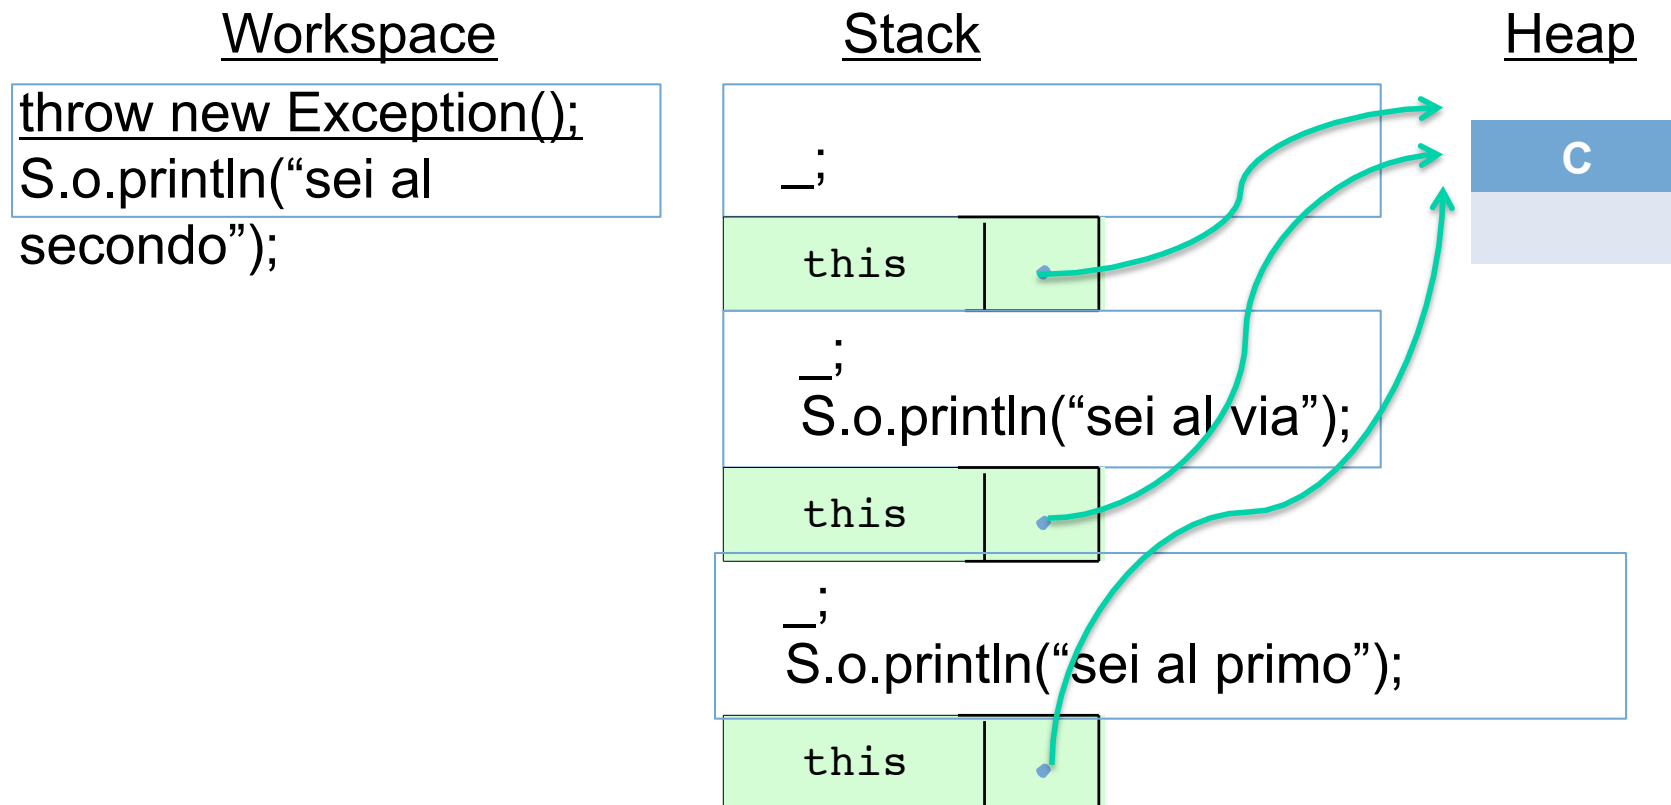 Workspace
Stack
Heap
throw new Exception();
S.o.println(“sei al
secondo”);
_;
this
_;
S.o.println(“sei al via”);
this
_;
S.o.println(“sei al primo”);
this
C